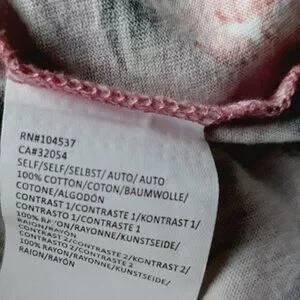 RN#104537
CA#32054
SELF/SELF/SELBST/ AUTO/ AUTO
100% COTTON/COTON/BAUMWOLLE/
COTONE/ALGODÓN
CONTRAST 1/CONTRASTE 1/KONTRAST 1/
CONTRASTO 1/CONTRASTE 1
100% RAYON/RAYONNE/KUNSTSEIDE/
RAION/RAYÓN
CONTRAST 2/CONTRASTE 2/KONTRAST 2/
CONTRASTO 2/CONTRASTE 2
100% RAYON/RAYONNE/KUNSTSEIDE/
RAION/RAYÓN